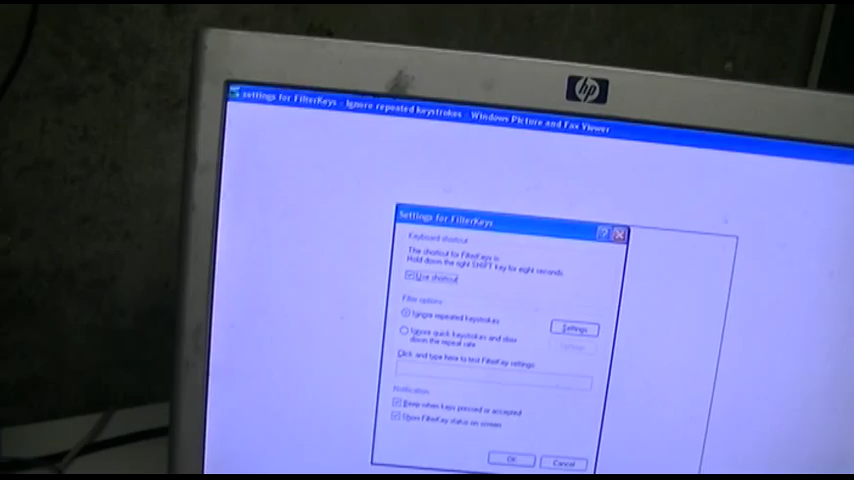 hp
settings for FilterKeys - Ignore repeated keystrokes - Windows Picture and Fax Viewer
Settings for FilterKeys
?
Keyboard shortcut
The shortcut for FilterKeys is:
Hold down the right SHIFT key for eight seconds.
Use shortcut
Filter options
Ignore repeated keystrokes
Settings
Ignore quick keystrokes and slow
down the repeat rate
Settings
Click and type here to test FilterKey settings:
Notification
Beep when keys pressed or accepted
Show FilterKey status on screen
OK
Cancel